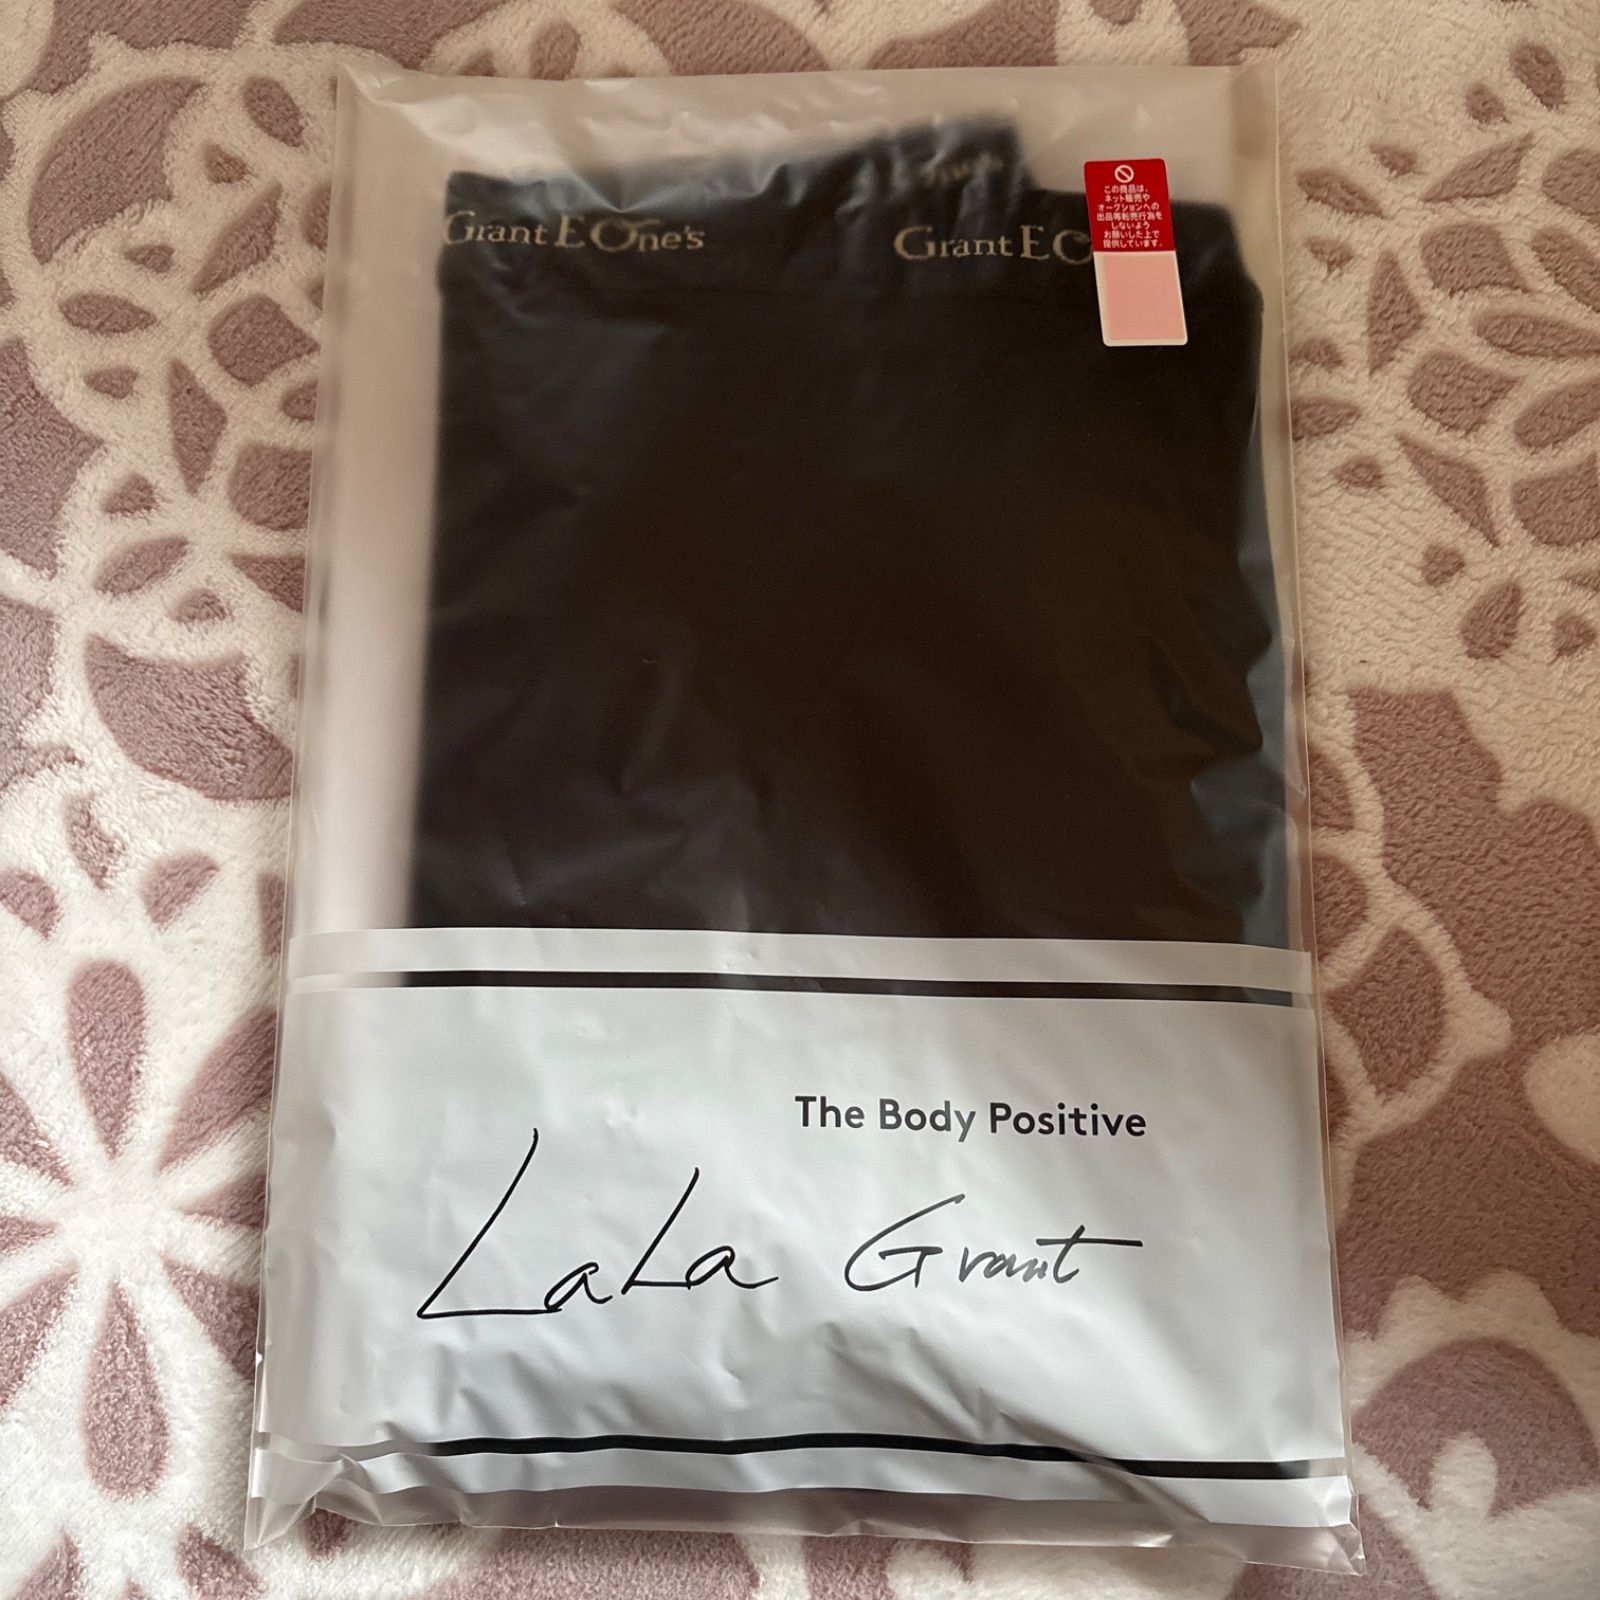 Grant E One's
Grant E O
この商品は、
ネット販売や
オークションへの
出品等転売行為を
しないよう
お願いした上で
提供しています。
The Body Positive
LaLa Grant